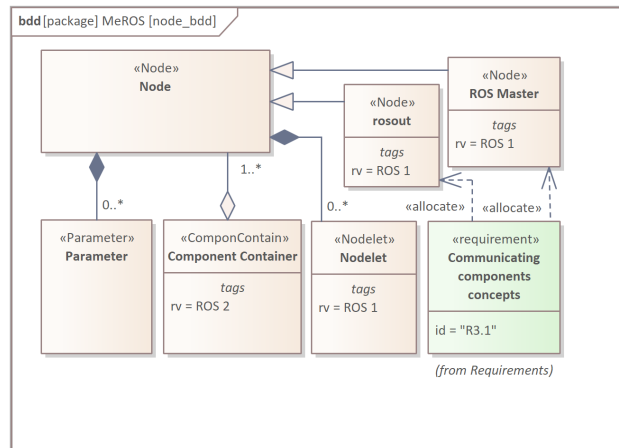 bdd [package] MeROS [node_bdd]
«Node»
Node
«Node»
ROS Master
tags
rv = ROS 1
«Node»
rosout
tags
rv = ROS 1
1..*
0..*
0..*
«allocate»
«allocate»
«Parameter»
Parameter
«ComponContain»
Component Container
tags
rv = ROS 2
«Nodelet»
Nodelet
tags
rv = ROS 1
«requirement»
Communicating
components
concepts
id = "R3.1"
(from Requirements)